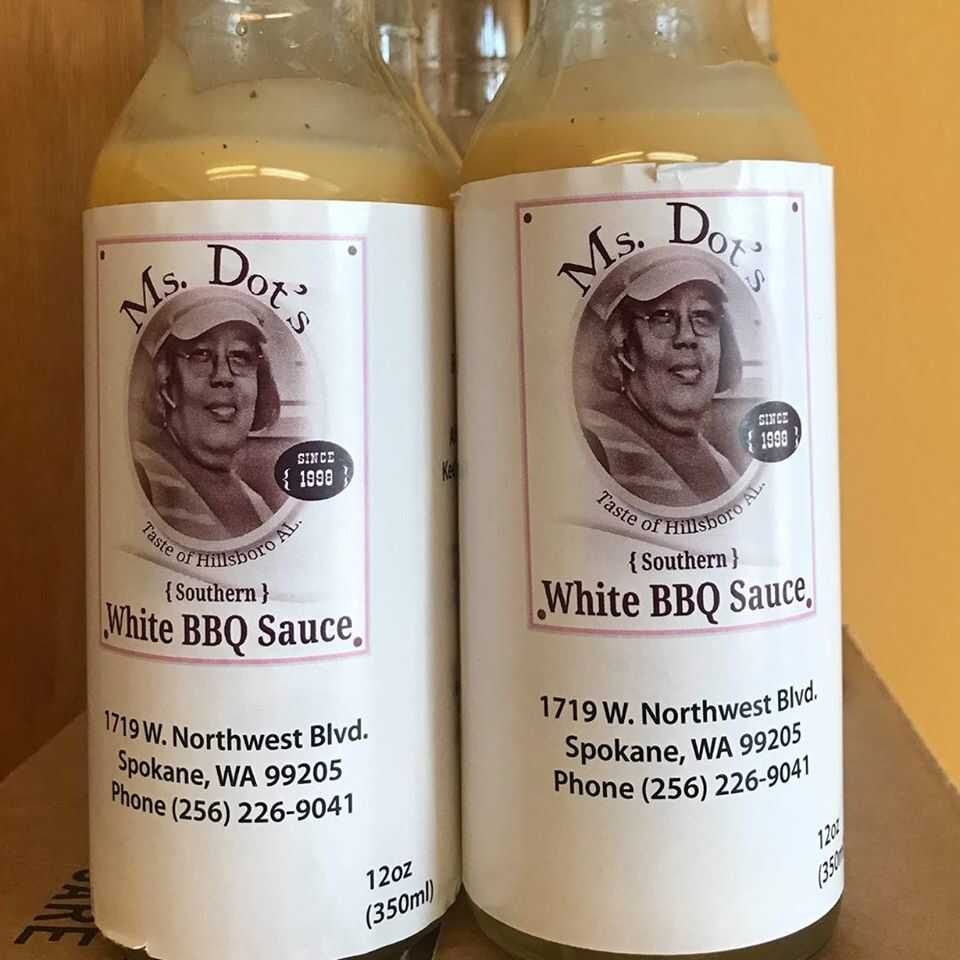 Ms. Dot's
SINCE
{ 1998 }
Taste of Hillsboro AL.
{ Southern }
White BBQ Sauce
1719 W. Northwest Blvd.
Spokane, WA 99205
Phone (256) 226-9041
12oz
(350ml)
Ms. Dot's
SINCE
{ 1998 }
Taste of Hillsboro AL.
{ Southern }
White BBQ Sauce
1719 W. Northwest Blvd.
Spokane, WA 99205
Phone (256) 226-9041
12oz
(350ml